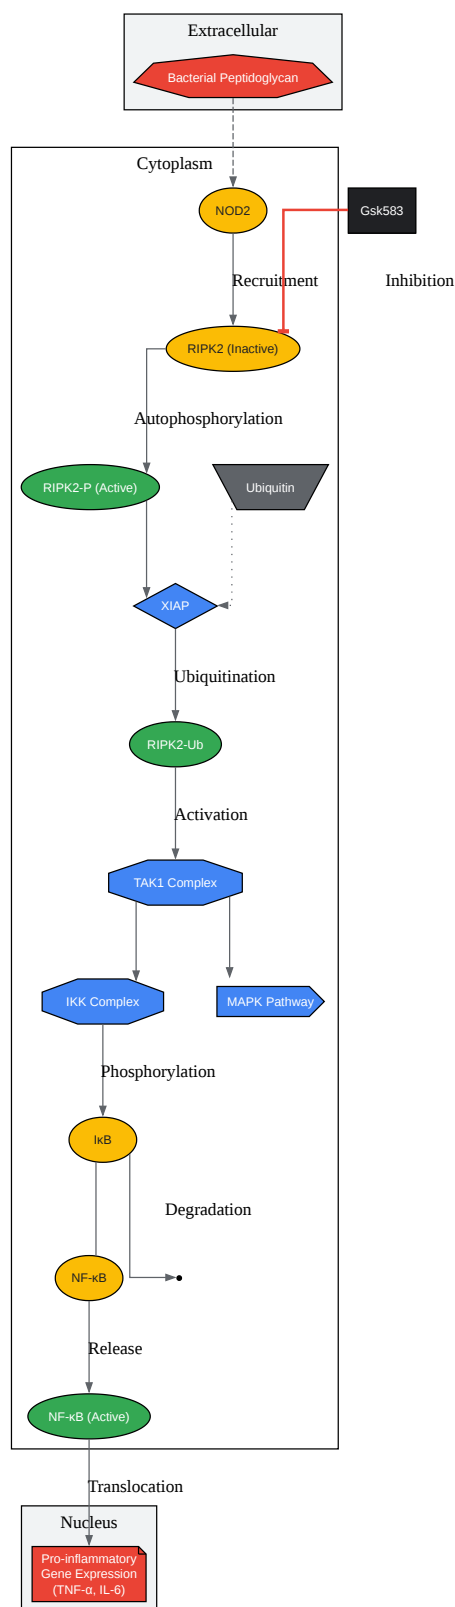 Extracellular
Bacterial Peptidoglycan
Cytoplasm
NOD2
Gsk583
Recruitment
Inhibition
RIPK2 (Inactive)
Autophosphorylation
RIPK2-P (Active)
Ubiquitin
XIAP
Ubiquitination
RIPK2-Ub
Activation
TAK1 Complex
IKK Complex
MAPK Pathway
Phosphorylation
IκB
Degradation
NF-κB
Release
NF-κB (Active)
Translocation
Nucleus
Pro-inflammatory
Gene Expression
(TNF-α, IL-6)